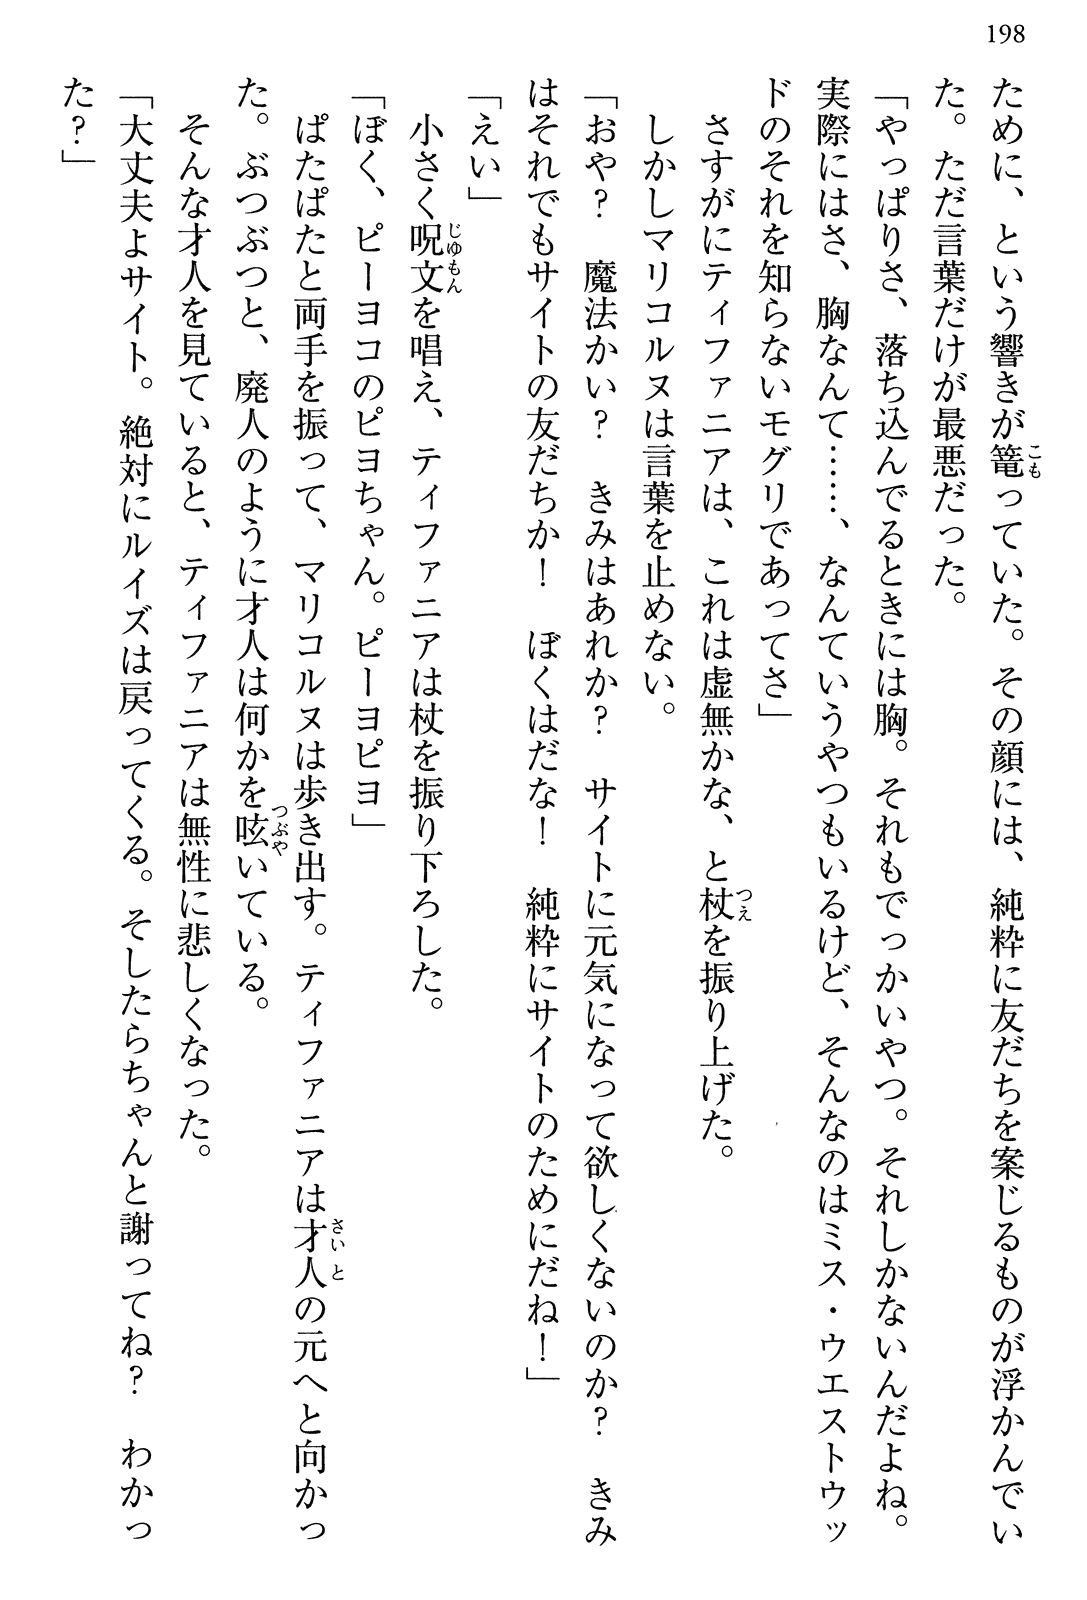 198
ために、という響きが篭っていた。その顔には、純粋に友だちを案じるものが浮かんでい
た。ただ言葉だけが最悪だった。
「やっぱりさ、落ち込んでるときには胸。それもでっかいやつ。それしかないんだよね。
実際にはさ、胸なんて……、なんていうやつもいるけど、そんなのはミス・ウエストウッ
ドのそれを知らないモグリであってさ」
さすがにティファニアは、これは虚無かな、と杖を振り上げた。
しかしマリコルヌは言葉を止めない。
「おや？　魔法かい？　きみはあれか？　サイトに元気になって欲しくないのか？　きみ
はそれでもサイトの友だちか！　ぼくはだな！　純粋にサイトのためにだね！」
「えい」
小さく呪文を唱え、ティファニアは杖を振り下ろした。
「ぼく、ピーヨコのピヨちゃん。ピーヨピヨ」
ぱたぱたと両手を振って、マリコルヌは歩き出す。ティファニアは才人の元へと向かっ
た。ぶつぶつと、廃人のように才人は何かを呟いている。
そんな才人を見ていると、ティファニアは無性に悲しくなった。
「大丈夫よサイト。絶対にルイズは戻ってくる。そしたらちゃんと謝ってね？　わかっ
た？」